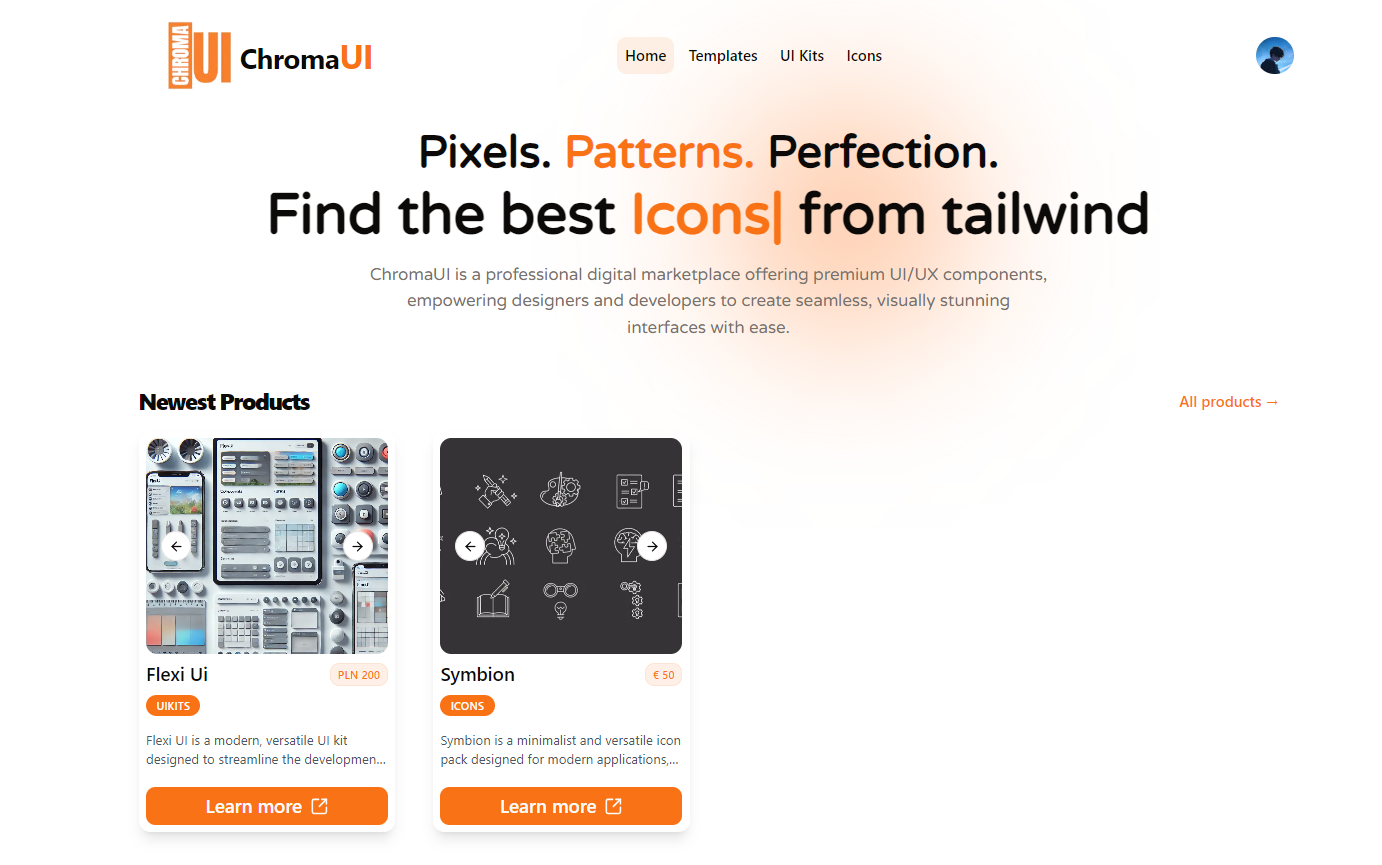 CHROMA UI ChromaUI
Home Templates UI Kits Icons
Pixels. Patterns. Perfection.
Find the best Icons| from tailwind
ChromaUI is a professional digital marketplace offering premium UI/UX components,
empowering designers and developers to create seamless, visually stunning
interfaces with ease.
Newest Products
All products →
Flexi Ui
PLN 200
UIKITS
Flexi UI is a modern, versatile UI kit
designed to streamline the developmen...
Learn more
Symbion
€ 50
ICONS
Symbion is a minimalist and versatile icon
pack designed for modern applications,...
Learn more